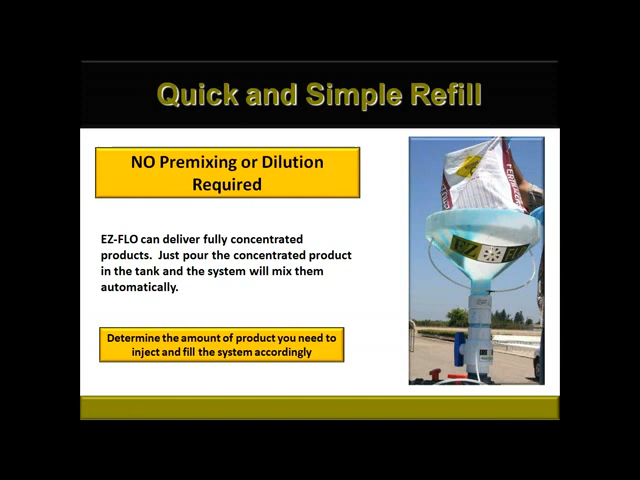 Quick and Simple Refill
NO Premixing or Dilution
Required
EZ-FLO can deliver fully concentrated
products.  Just pour the concentrated product
in the tank and the system will mix them
automatically.
Determine the amount of product you need to
inject and fill the system accordingly
EZ